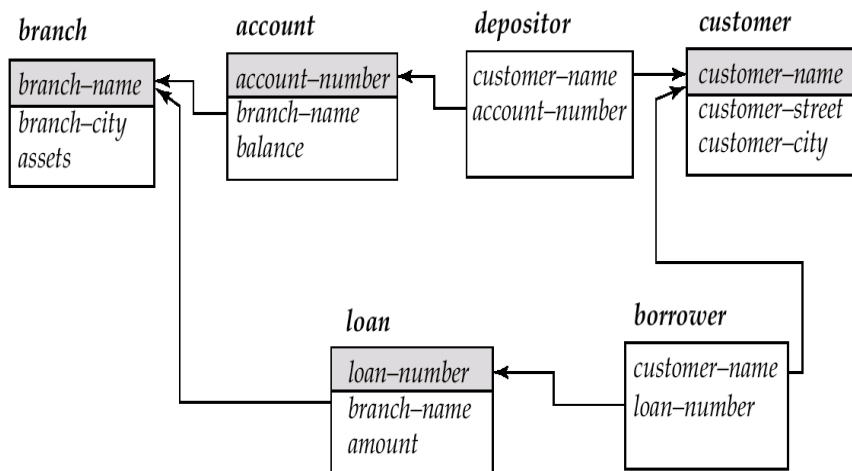 branch
branch–name
branch–city
assets
account
account–number
branch–name
balance
depositor
customer–name
account–number
customer
customer–name
customer–street
customer–city
loan
loan–number
branch–name
amount
borrower
customer–name
loan–number